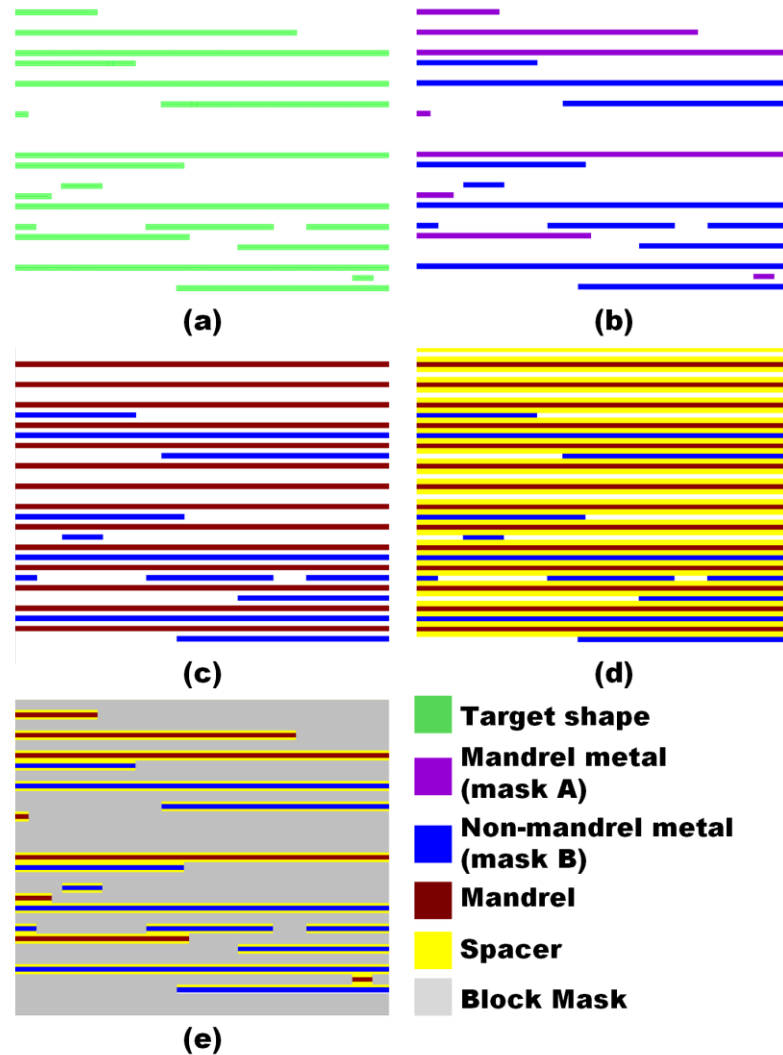 (a)
(b)
(c)
(d)
(e)
Target shape
Mandrel metal
(mask A)
Non-mandrel metal
(mask B)
Mandrel
Spacer
Block Mask